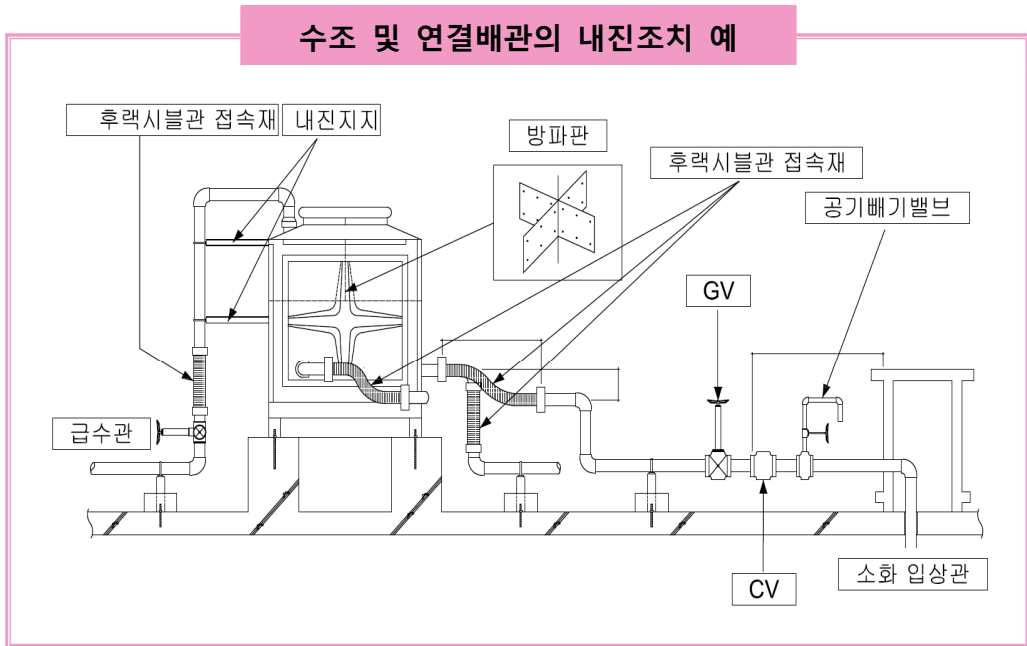 수조 및 연결배관의 내진조치 예
후랙시블관 접속재
내진지지
방파판
후랙시블관 접속재
공기빼기밸브
GV
급수관
CV
소화 입상관